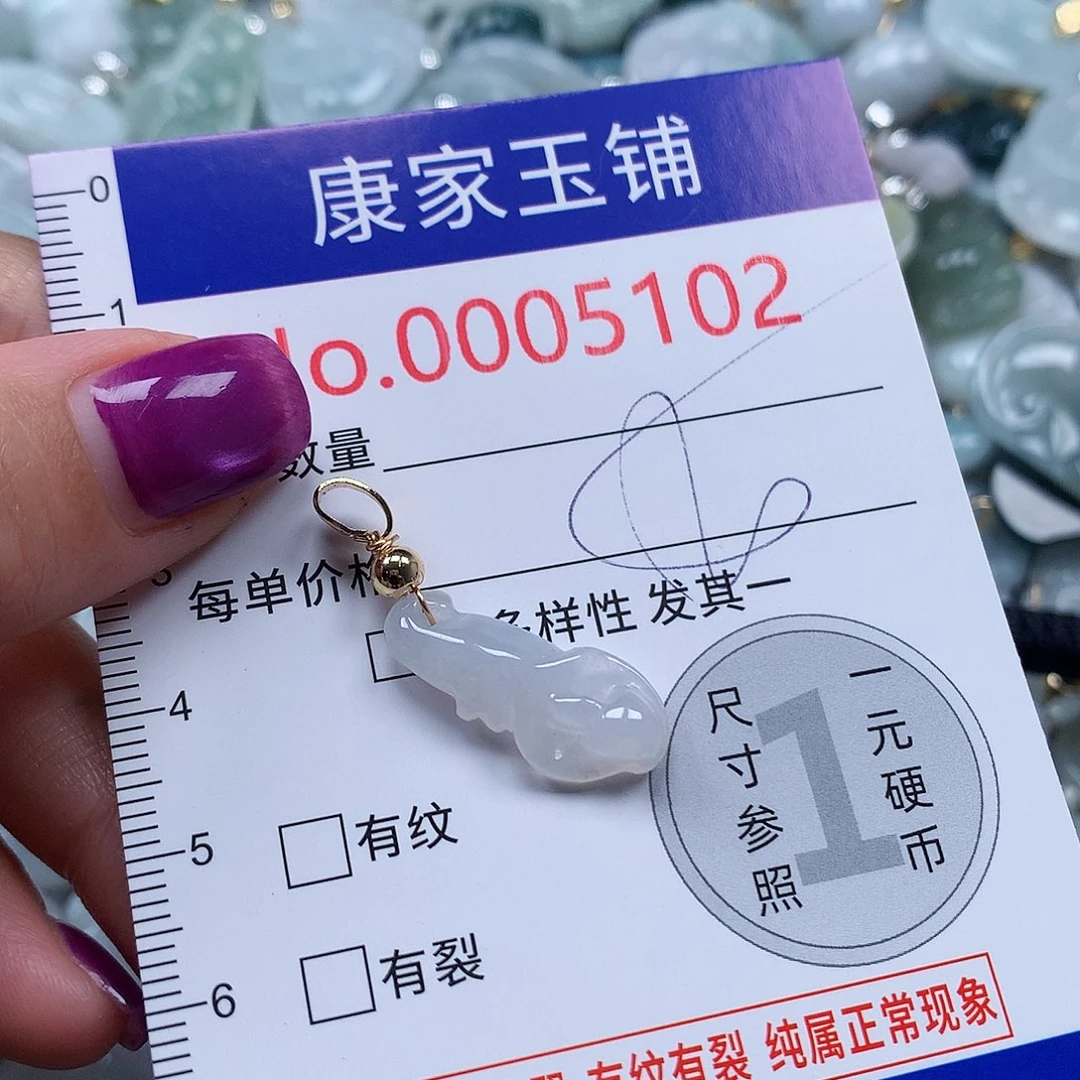 康家玉铺
0
1
No.0005102
数量
每单价格
多样性 发其一
4
尺寸参照
一元硬币
1
5
有纹
有裂
6
有纹有裂 纯属正常现象